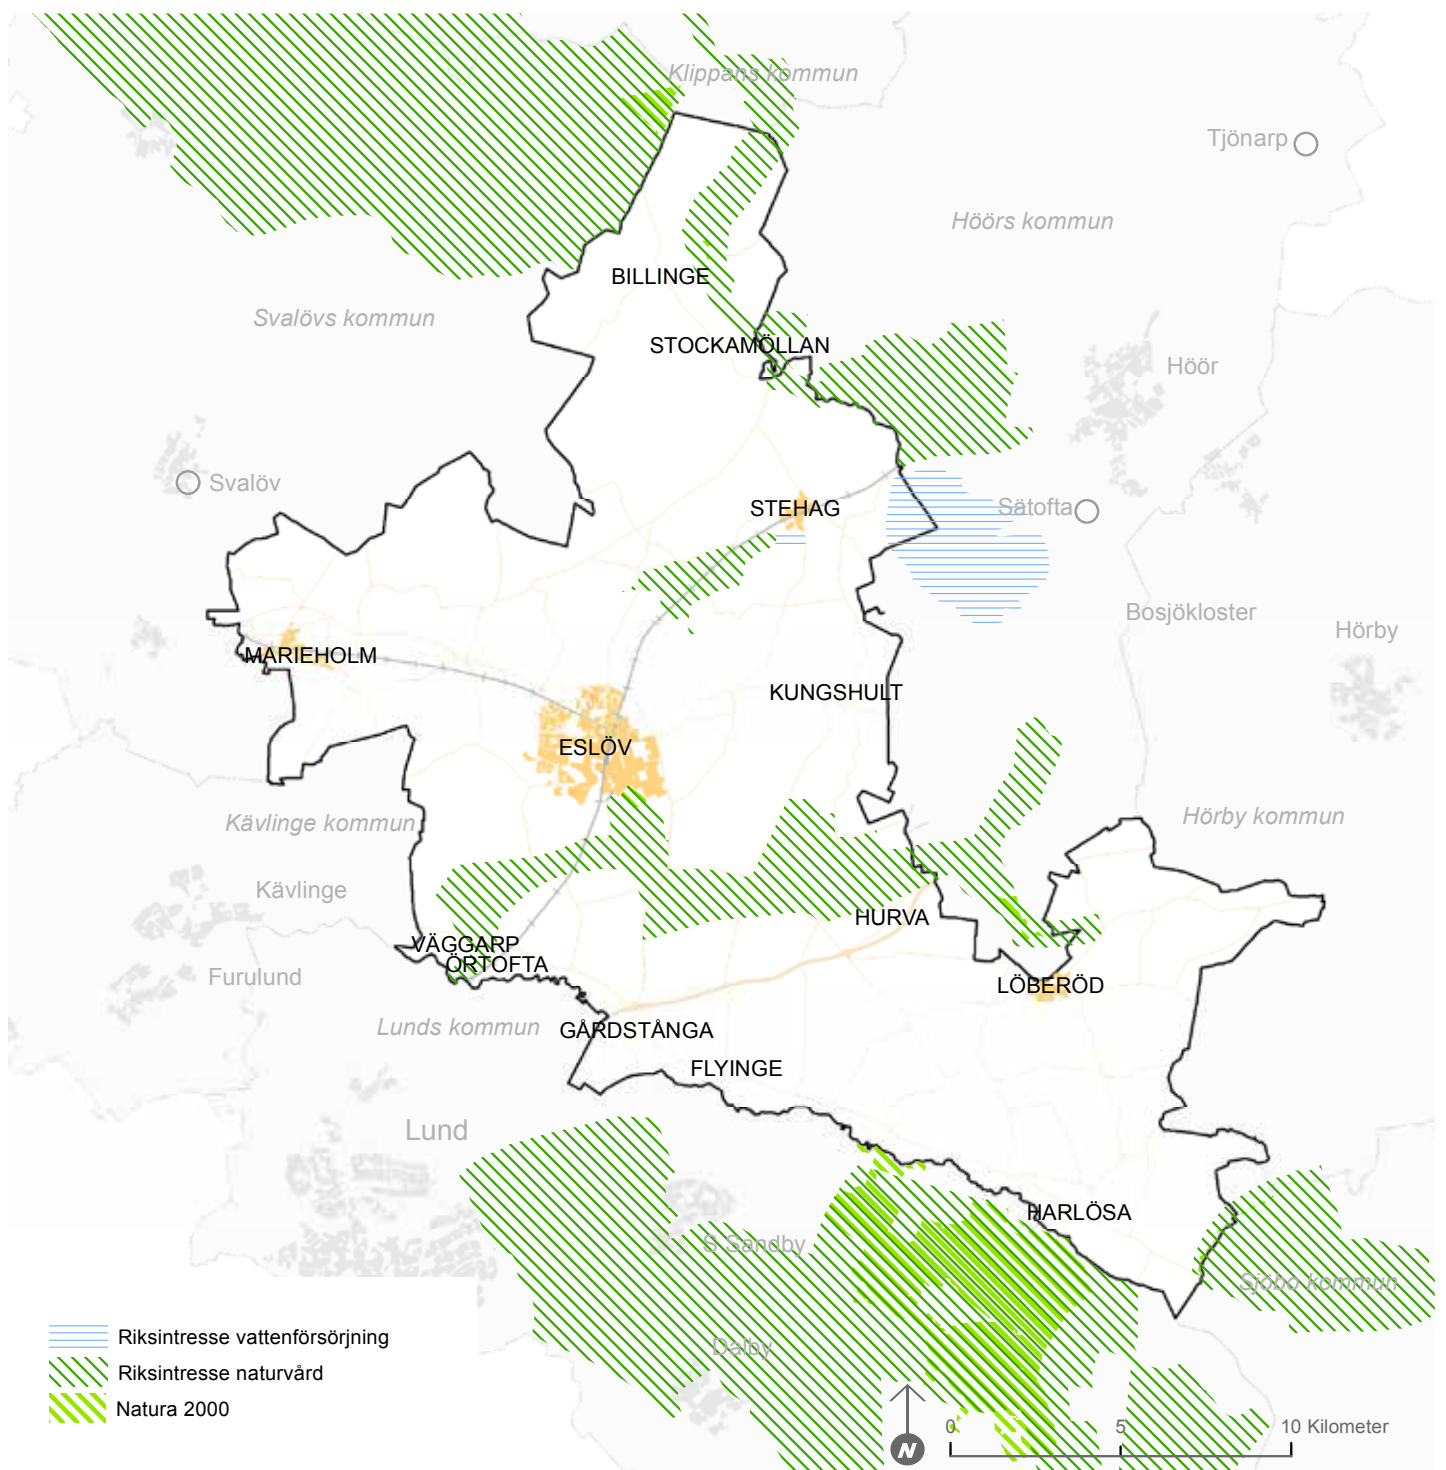 Klippans kommun
Tjönarp
Höörs kommun
BILLINGE
Svalövs kommun
STOCKAMÖLLAN
Höör
Svalöv
STEHAG
Sätofta
Bosjökloster
Hörby
MARIEHOLM
KUNGSHULT
ESLÖV
Kävlinge kommun
Hörby kommun
Kävlinge
HURVA
VÄGGARP
ÖRTOFTA
Furulund
LÖBERÖD
Lunds kommun
GÅRDSTÅNGA
FLYINGE
Lund
HARLÖSA
S Sandby
Sjöbo kommun
Dalby
Riksintresse vattenförsörjning
Riksintresse naturvård
Natura 2000
N
0 5 10 Kilometer